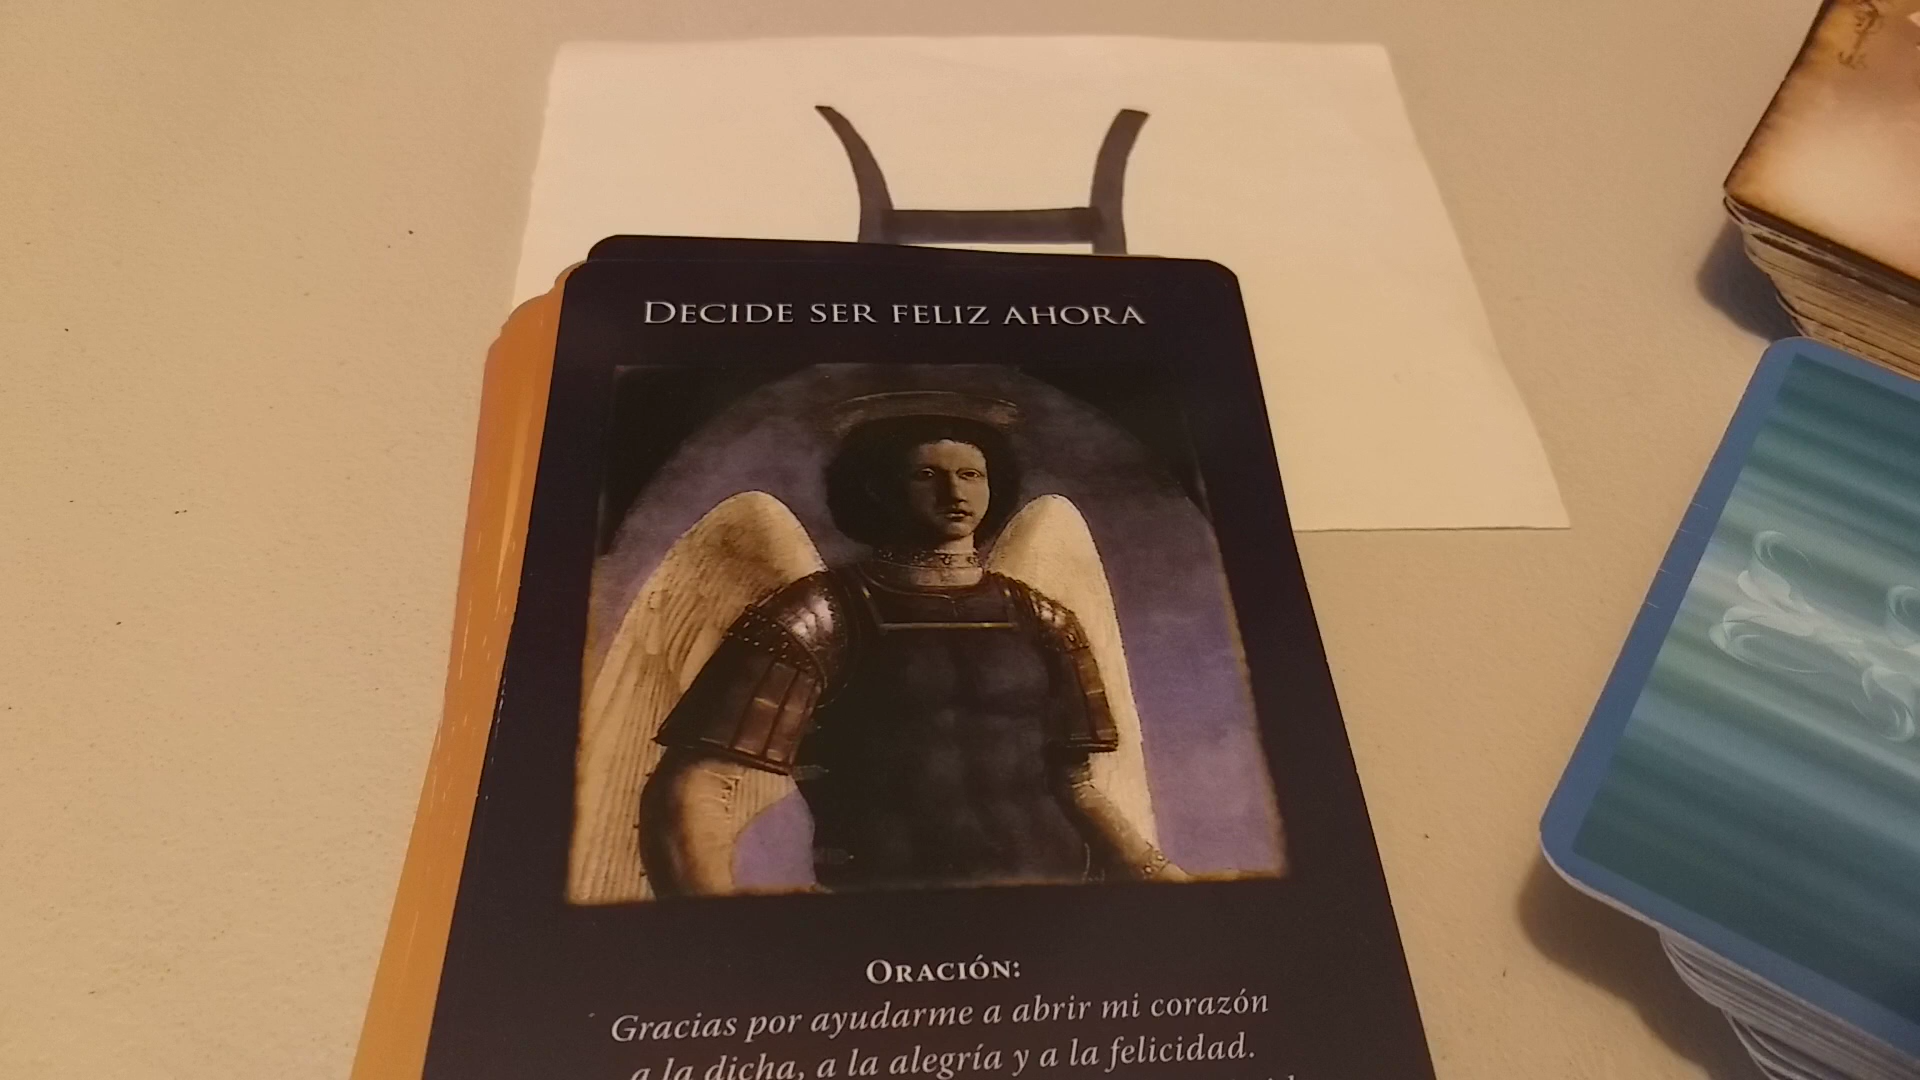 DECIDE SER FELIZ AHORA
ORACIÓN:
Gracias por ayudarme a abrir mi corazón
a la dicha, a la alegría y a la felicidad.